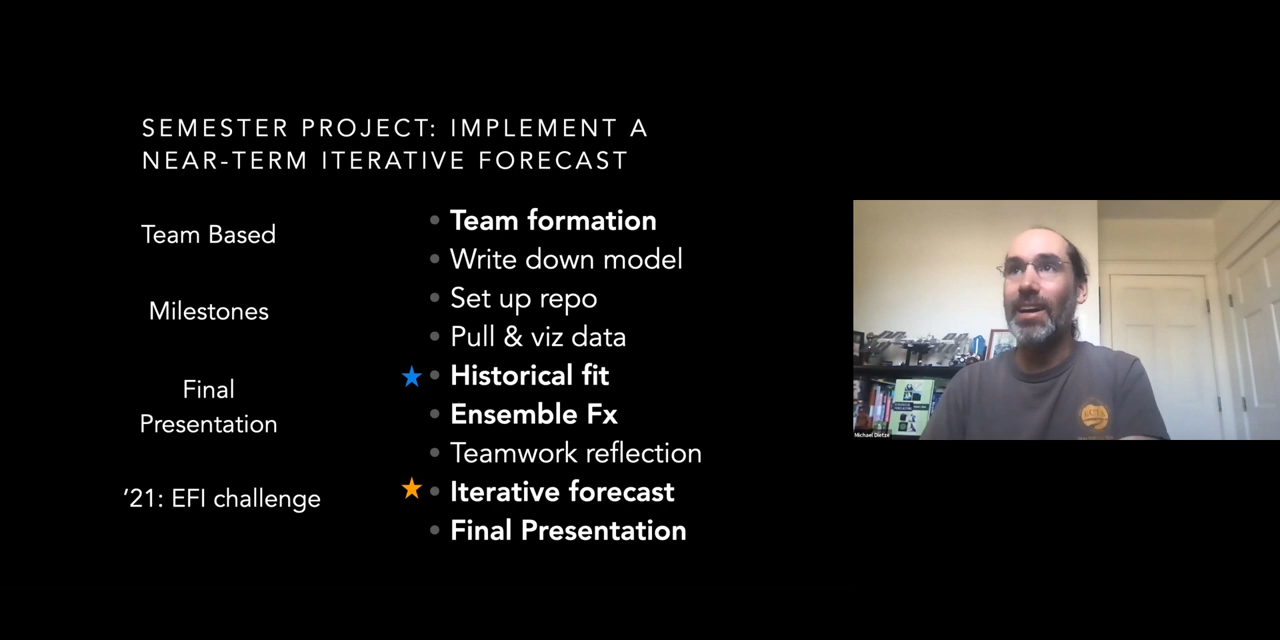 SEMESTER PROJECT: IMPLEMENT A
NEAR-TERM ITERATIVE FORECAST
Team Based
Milestones
Final
Presentation
’21: EFI challenge
• Team formation
• Write down model
• Set up repo
• Pull & viz data
• Historical fit
• Ensemble Fx
• Teamwork reflection
• Iterative forecast
• Final Presentation
Michael Dietze